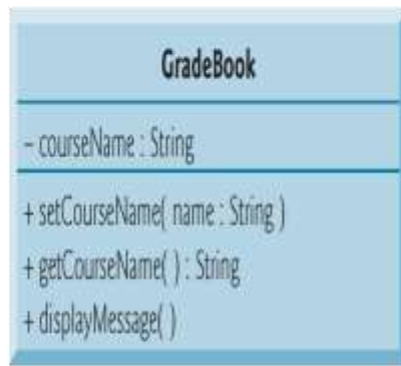 GradeBook
– courseName : String
+ setCourseName( name : String )
+ getCourseName( ) : String
+ displayMessage( )